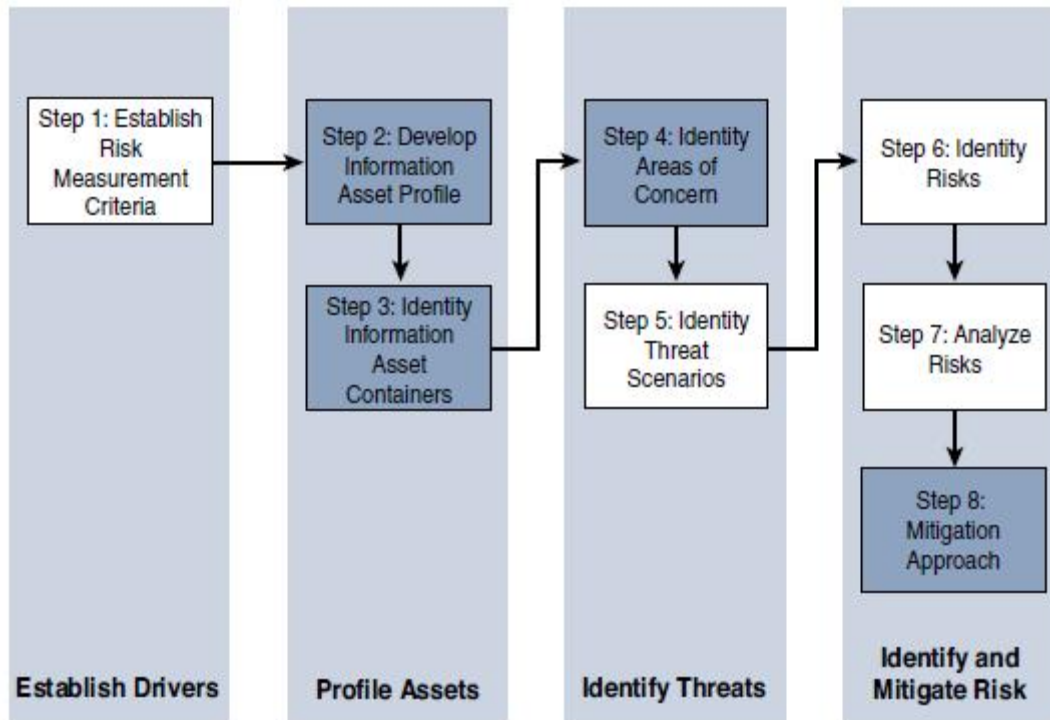 Step 1: Establish
Risk
Measurement
Criteria
Step 2: Develop
Information
Asset Profile
Step 3: Identity
Information
Asset
Containers
Step 4: Identity
Areas of
Concern
Step 5: Identity
Threat
Scenarios
Step 6: Identity
Risks
Step 7: Analyze
Risks
Step 8:
Mitigation
Approach
Establish Drivers
Profile Assets
Identify Threats
Identify and
Mitigate Risk